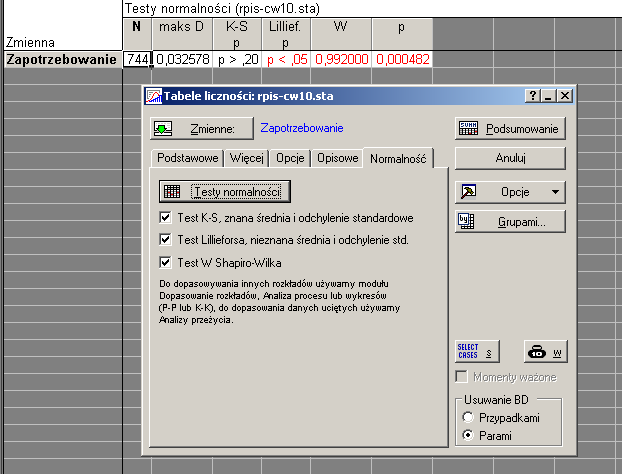 Testy normalności (rpis-cw10.sta)
N maks D K-S Lillief. W p
Zmienna p p
Zapotrzebowanie 744 0,032578 p > ,20 p < ,05 0,992000 0,000482
Tabele liczności: rpis-cw10.sta
Zmienne: Zapotrzebowanie
SUMM Podsumowanie
Podstawowe Więcej Opcje Opisowe Normalność
Anuluj
Testy normalności
Opcje
Test K-S, znana średnia i odchylenie standardowe
Grupami...
Test Lillieforsa, nieznana średnia i odchylenie std.
Test W Shapiro-Wilka
Do dopasowywania innych rozkładów używamy modułu
Dopasowanie rozkładów, Analiza procesu lub wykresów
(P-P lub K-K), do dopasowania danych uciętych używamy
Analizy przeżycia.
SELECT
CASES S W
Momenty ważone
Usuwanie BD
Przypadkami
Parami